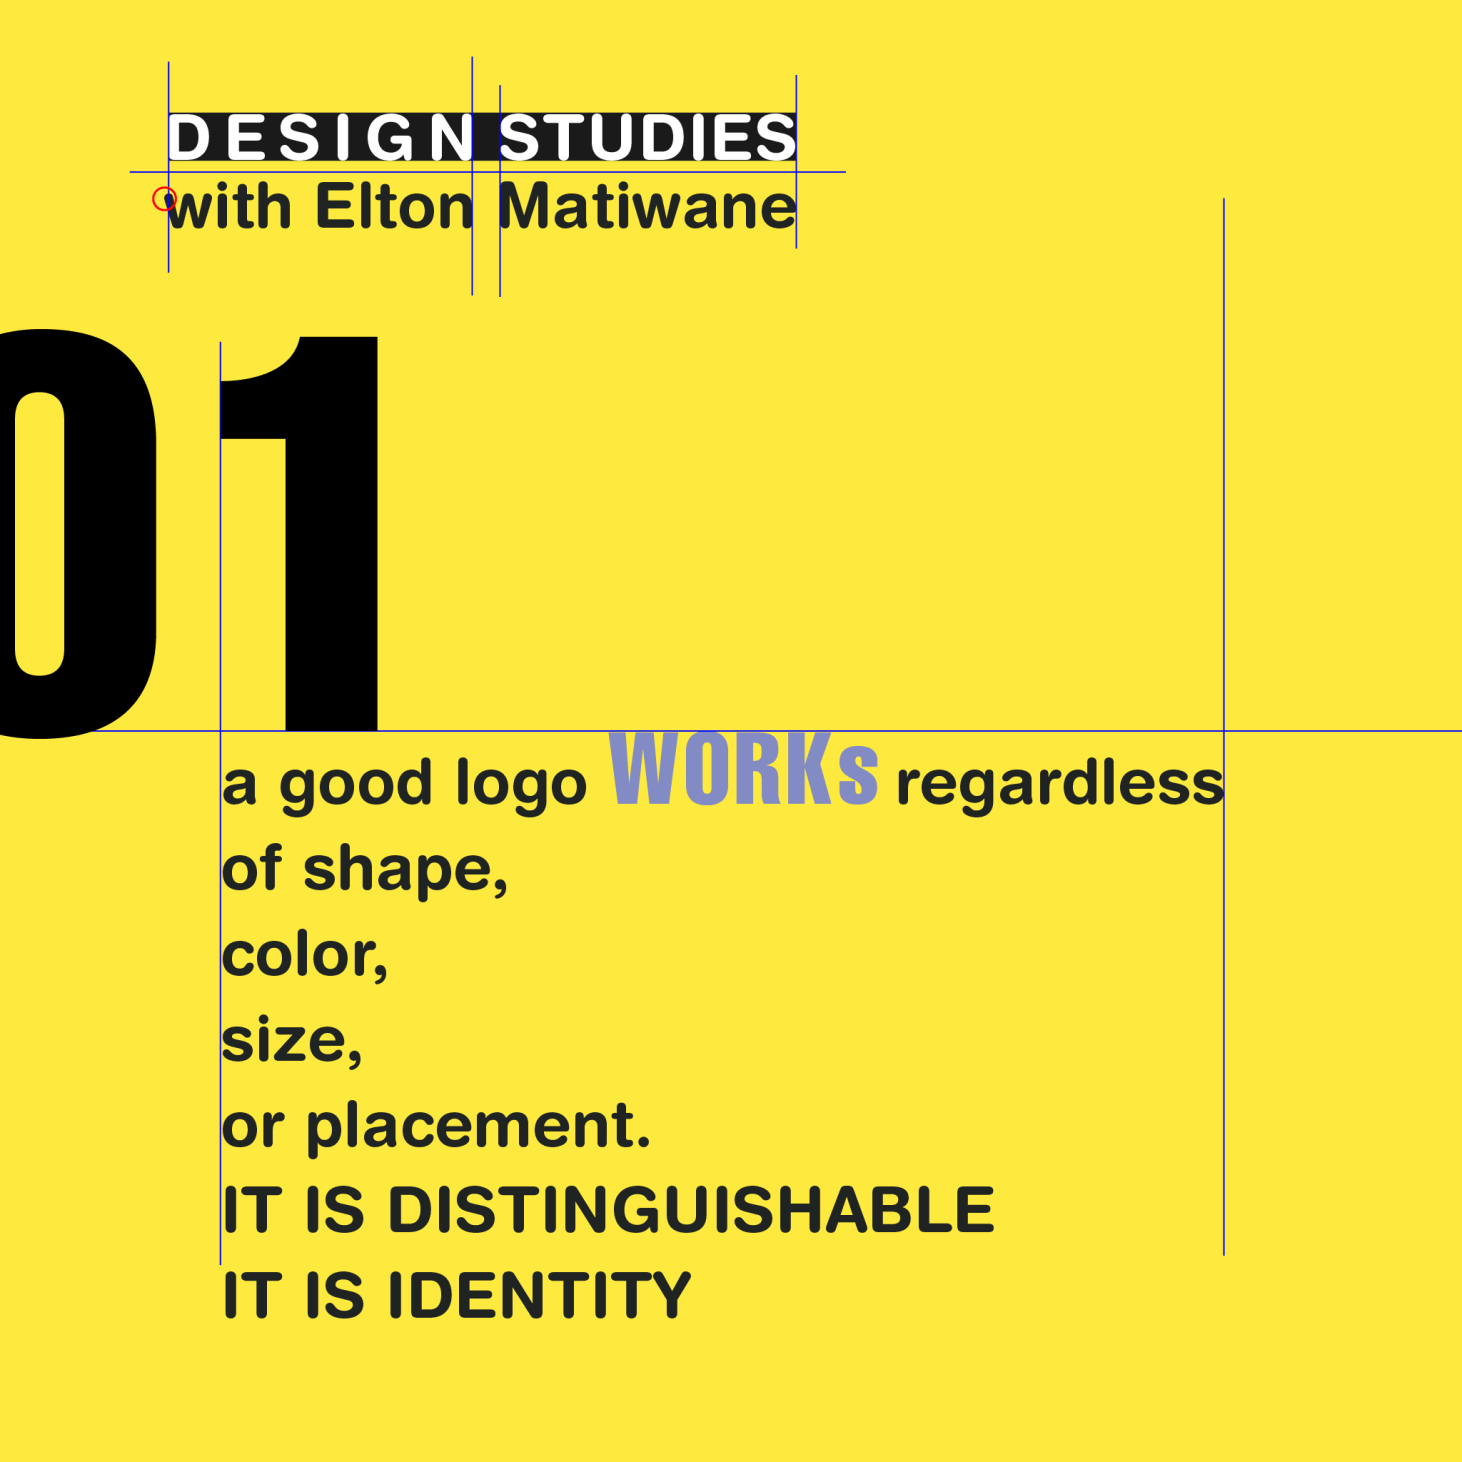 DESIGN STUDIES
with Elton Matiwane
01
a good logo WORKs regardless
of shape,
color,
size,
or placement.
IT IS DISTINGUISHABLE
IT IS IDENTITY